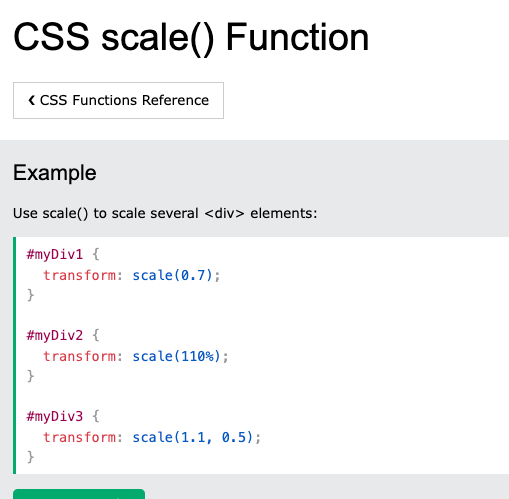 CSS scale() Function
❮ CSS Functions Reference
Example
Use scale() to scale several <div> elements:
#myDiv1 {
  transform: scale(0.7);
}
#myDiv2 {
  transform: scale(110%);
}
#myDiv3 {
  transform: scale(1.1, 0.5);
}